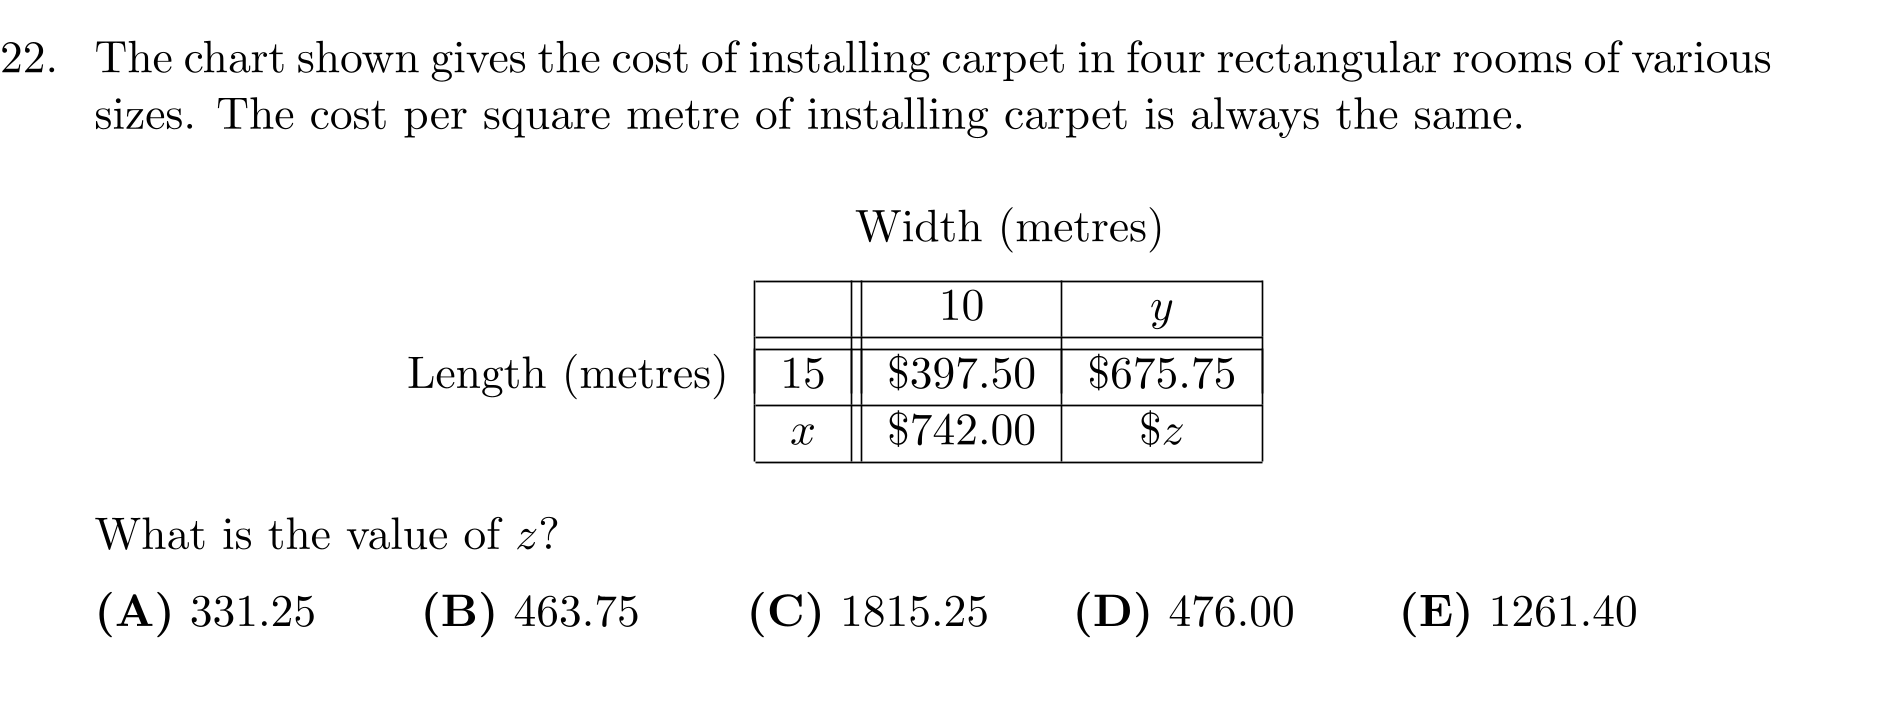 22. The chart shown gives the cost of installing carpet in four rectangular rooms of various
sizes. The cost per square metre of installing carpet is always the same.
Width (metres)
10 y
Length (metres) 15 $397.50 $675.75
x $742.00 $z
What is the value of z?
(A) 331.25 (B) 463.75 (C) 1815.25 (D) 476.00 (E) 1261.40